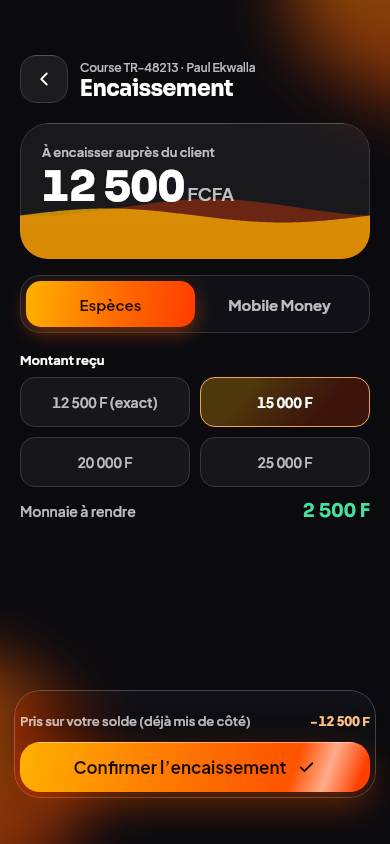 Course TR-48213 · Paul Ekwalla
Encaissement
À encaisser auprès du client
12 500 FCFA
Espèces
Mobile Money
Montant reçu
12 500 F (exact)
15 000 F
20 000 F
25 000 F
Monnaie à rendre
2 500 F
Pris sur votre solde (déjà mis de côté)
−12 500 F
Confirmer l’encaissement